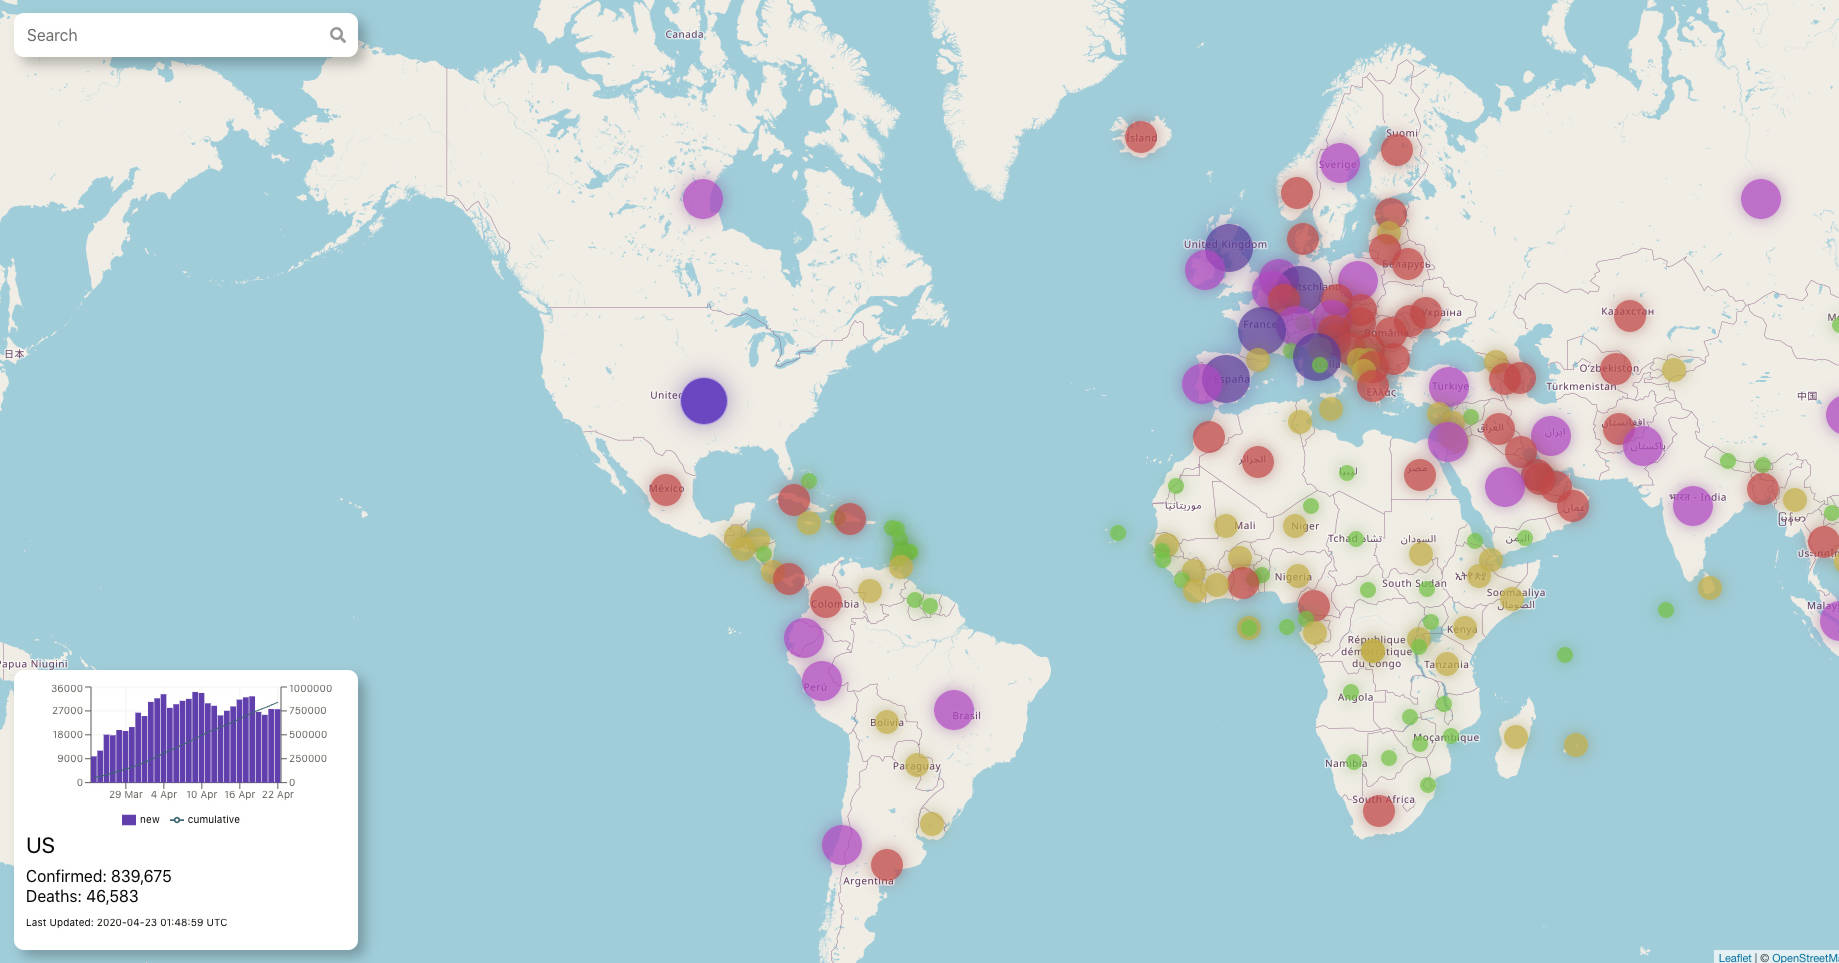 Search
Canada
Ísland
Suomi
Sverige
United Kingdom
Беларусь
tschland
France
Україна
România
España
Ελλάς
Türkiye
Казахстан
O'zbekiston
Türkmenistan
中国
日本
United
México
العراق
ایران
افغانستان
پاکستان
الجزائر
ليبيا
مصر
موريتانيا
भारत - India
عمان
Mali
Niger
Tchad تشاد
السودان
اليمن
Nigeria
South Sudan
Soomaaliya
الصومال
Colombia
Kenya
République
démocratique
du Congo
Tanzania
Malay
Papua Niugini
Perú
Brasil
Bolivia
Angola
Moçambique
Paraguay
Namibia
South Africa
Argentina
36000
27000
18000
9000
0
1000000
750000
500000
250000
0
29 Mar 4 Apr 10 Apr 16 Apr 22 Apr
new cumulative
US
Confirmed: 839,675
Deaths: 46,583
Last Updated: 2020-04-23 01:48:59 UTC
Leaflet | © OpenStreetM